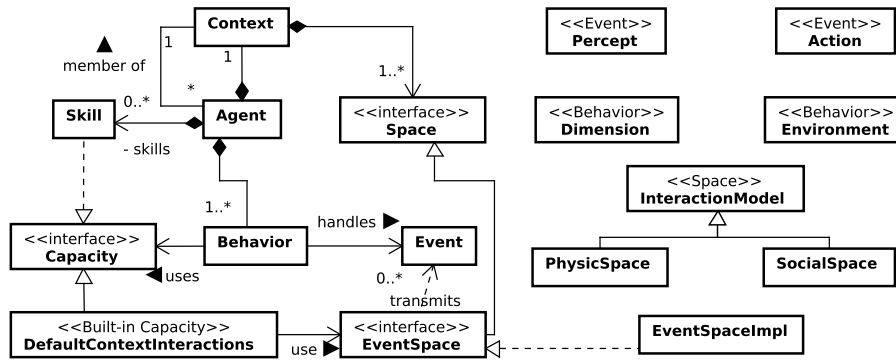 Context
1
member of
1
*
1..*
0..*
Skill
Agent
- skills
<<interface>>
Space
1..*
<<interface>>
Capacity
uses
Behavior
handles
Event
0..*
transmits
<<Built-in Capacity>>
DefaultContextInteractions
use
<<interface>>
EventSpace
EventSpaceImpl
<<Event>>
Percept
<<Event>>
Action
<<Behavior>>
Dimension
<<Behavior>>
Environment
<<Space>>
InteractionModel
PhysicSpace
SocialSpace